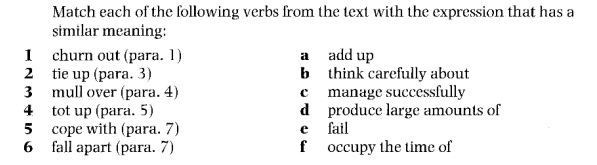 Match each of the following verbs from the text with the expression that has a
similar meaning:
1 churn out (para. 1) a add up
2 tie up (para. 3) b think carefully about
3 mull over (para. 4) c manage successfully
4 tot up (para. 5) d produce large amounts of
5 cope with (para. 7) e fail
6 fall apart (para. 7) f occupy the time of